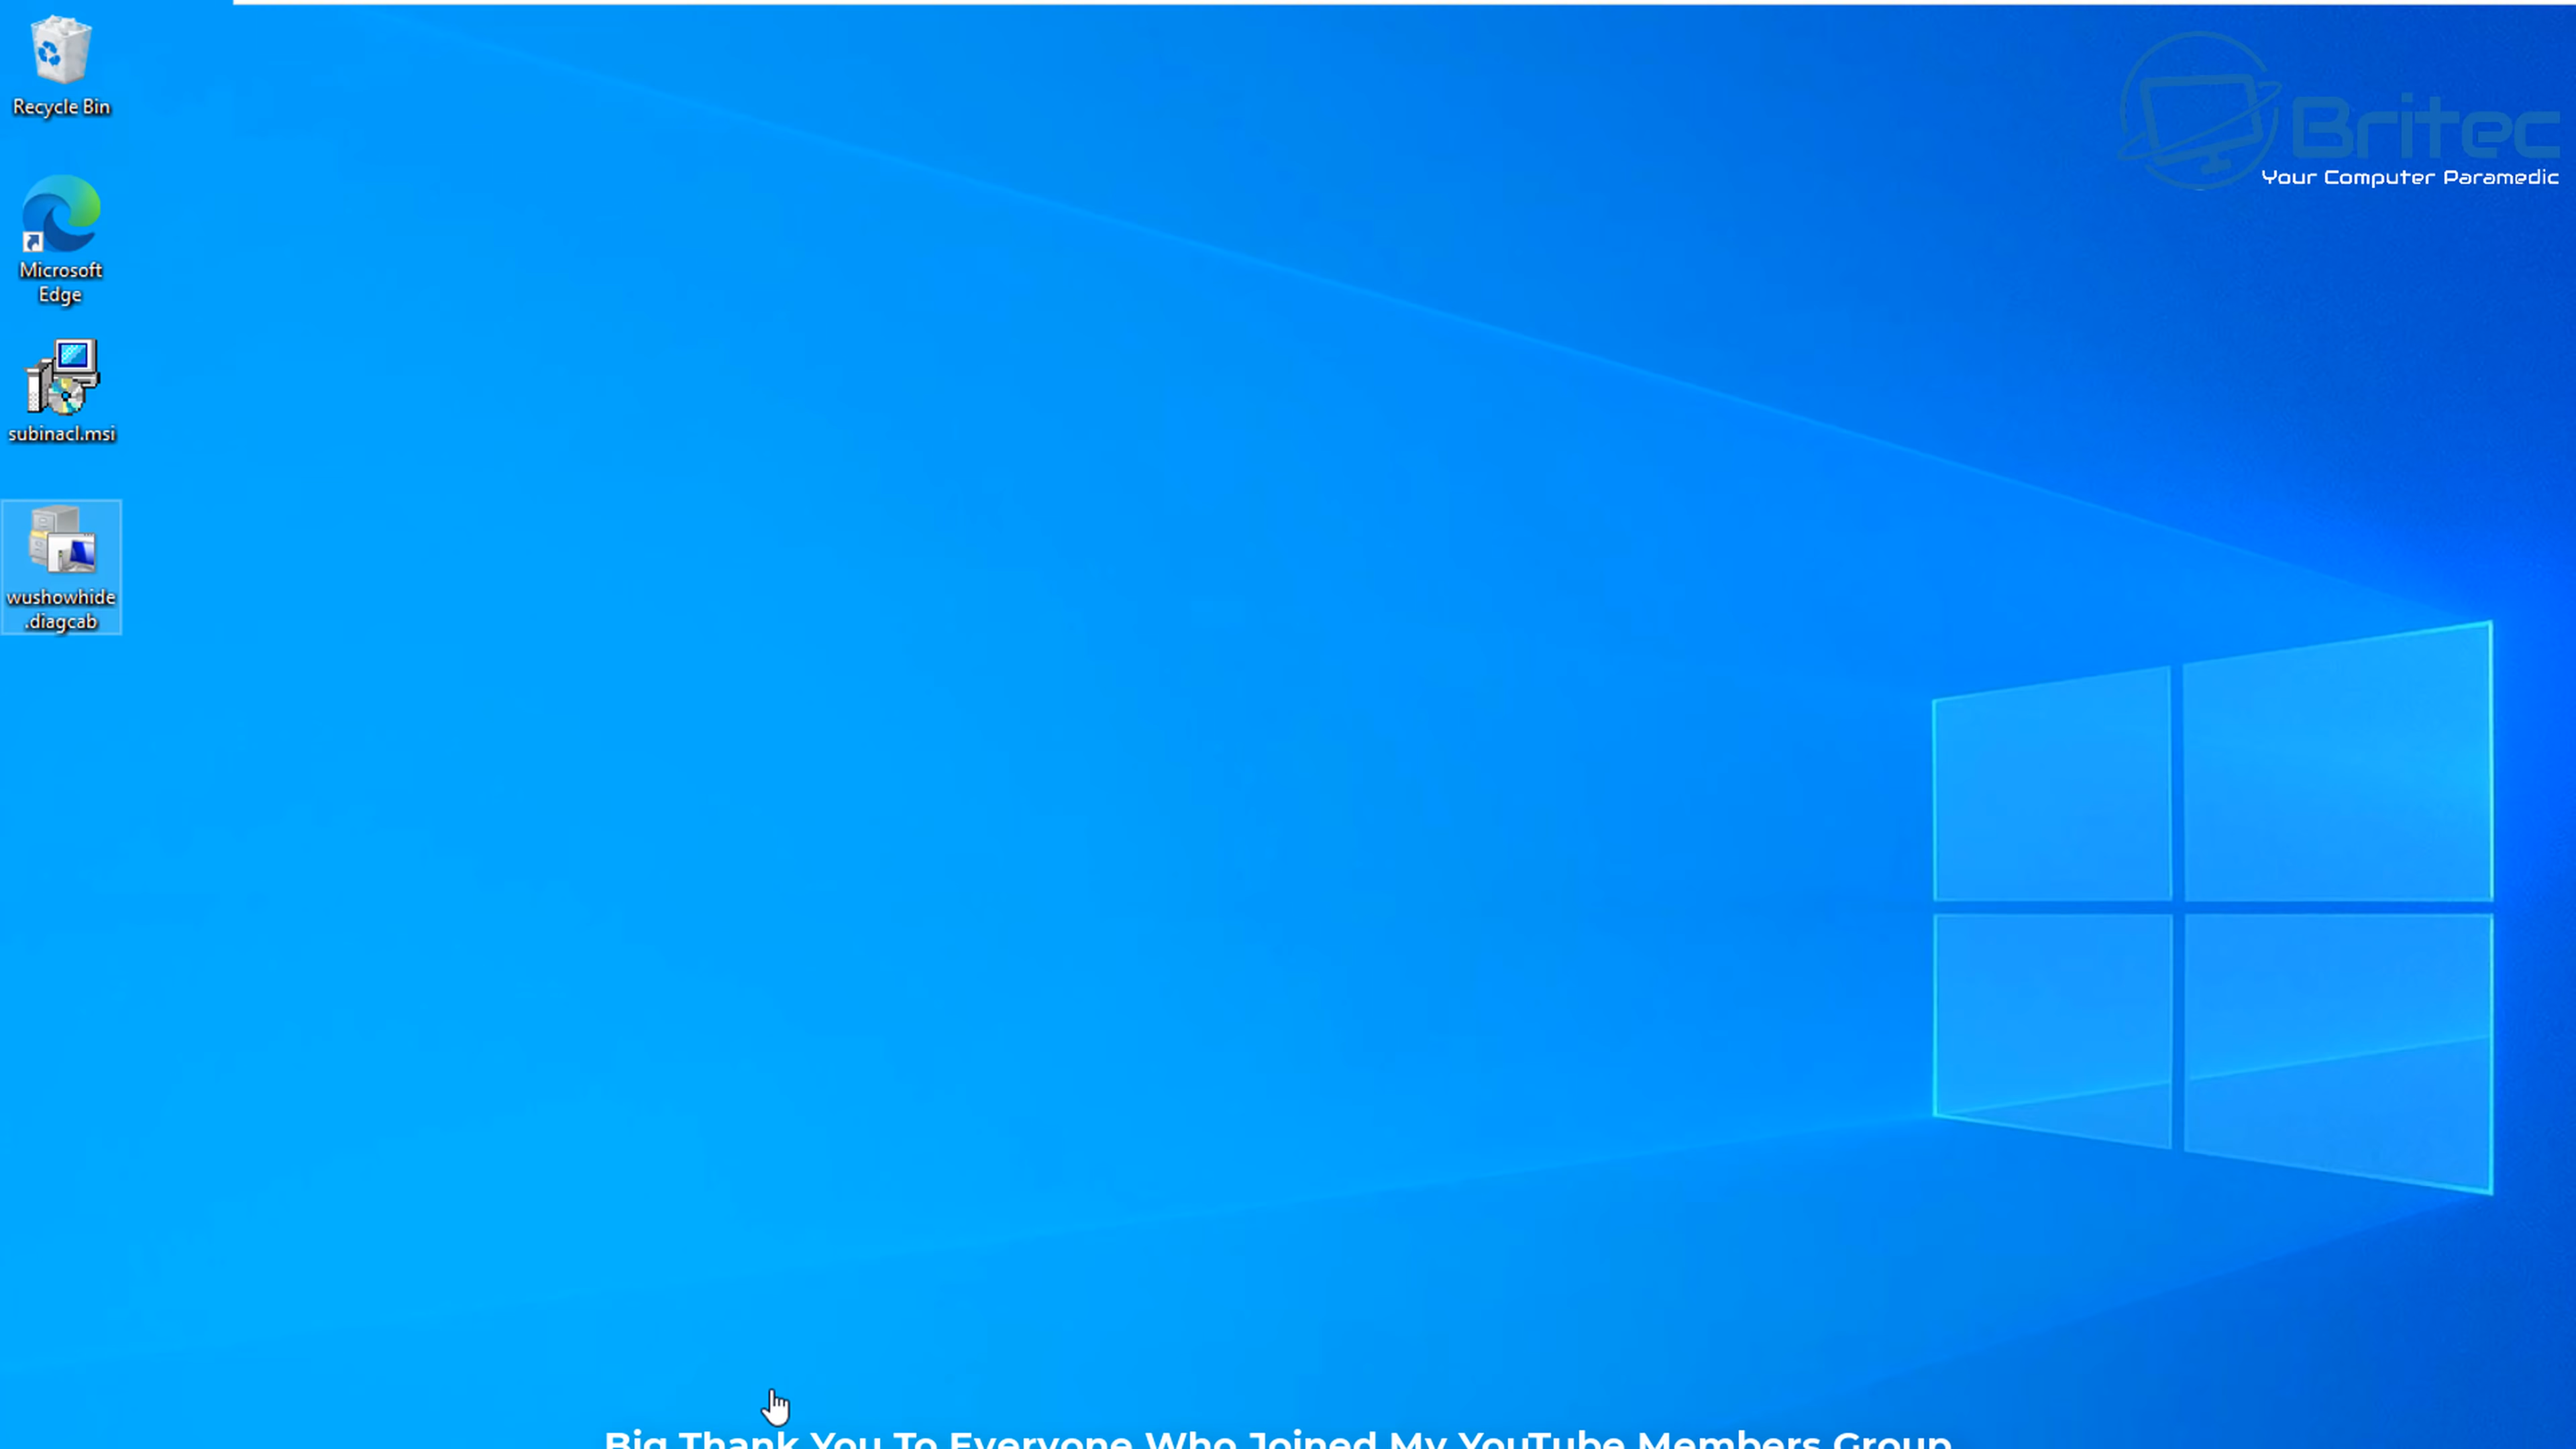 Recycle Bin
Microsoft
Edge
subinacl.msi
wushowhide
.diagcab
Britec
Your Computer Paramedic
Big Thank You To Everyone Who Joined My YouTube Members Group